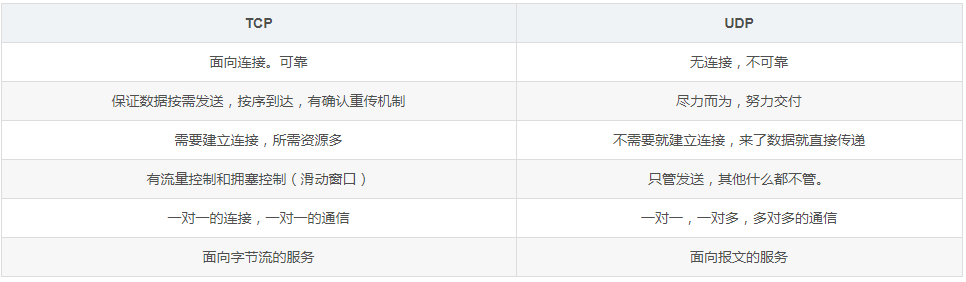 TCP UDP
面向连接。可靠 无连接，不可靠
保证数据按需发送，按序到达，有确认重传机制 尽力而为，努力交付
需要建立连接，所需资源多 不需要就建立连接，来了数据就直接传递
有流量控制和拥塞控制（滑动窗口） 只管发送，其他什么都不管。
一对一的连接，一对一的通信 一对一，一对多，多对多的通信
面向字节流的服务 面向报文的服务